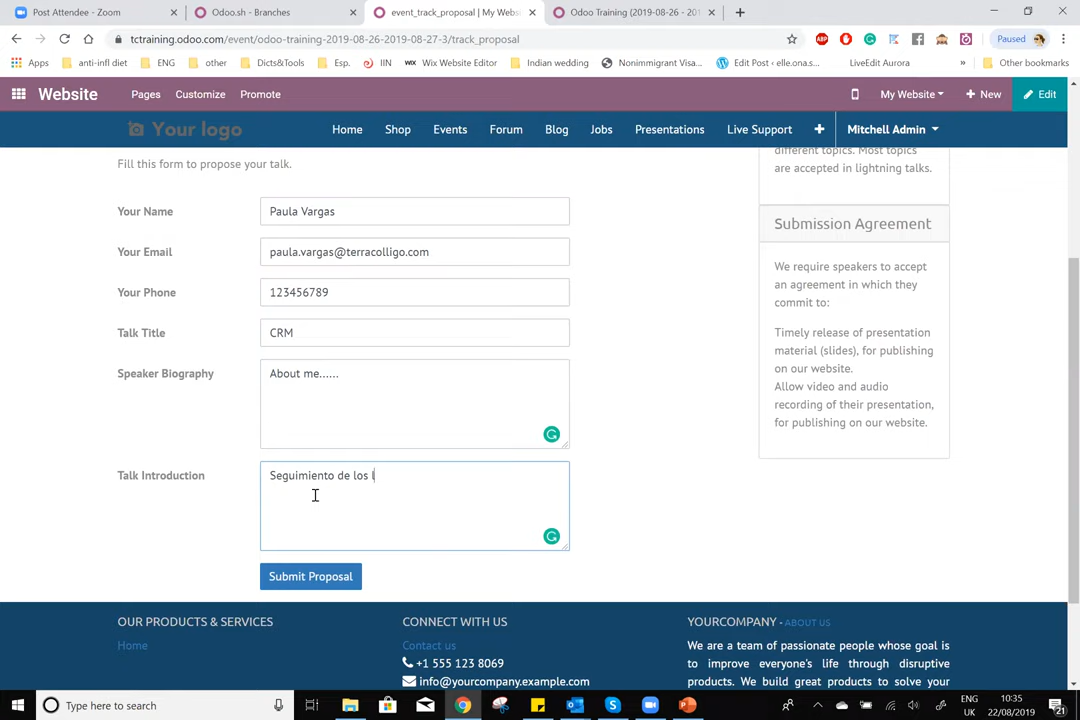 Post Attendee - Zoom
Odoo.sh - Branches
event_track_proposal | My Webs
Odoo Training (2019-08-26 - 201
tctraining.odoo.com/event/odoo-training-2019-08-26-2019-08-27-3/track_proposal
ABP
Paused
Apps
anti-infl diet
ENG
other
Dicts&Tools
Esp.
IIN
Wix Website Editor
Indian wedding
Nonimmigrant Visa...
Edit Post ‹ elle.ona.s...
LiveEdit Aurora
»
Other bookmarks
Website
Pages
Customize
Promote
My Website
New
Edit
Your logo
Home
Shop
Events
Forum
Blog
Jobs
Presentations
Live Support
Mitchell Admin
Fill this form to propose your talk.
Your Name
Paula Vargas
Your Email
paula.vargas@terracolligo.com
Your Phone
123456789
Talk Title
CRM
Speaker Biography
About me......
Talk Introduction
Seguimiento de los l
Submit Proposal
different topics. Most topics
are accepted in lightning talks.
Submission Agreement
We require speakers to accept
an agreement in which they
commit to:
Timely release of presentation
material (slides), for publishing
on our website.
Allow video and audio
recording of their presentation,
for publishing on our website.
OUR PRODUCTS & SERVICES
Home
CONNECT WITH US
Contact us
+1 555 123 8069
info@yourcompany.example.com
YOURCOMPANY - ABOUT US
We are a team of passionate people whose goal is
to improve everyone's life through disruptive
products. We build great products to solve your
Type here to search
ENG
UK
10:35
22/08/2019
21